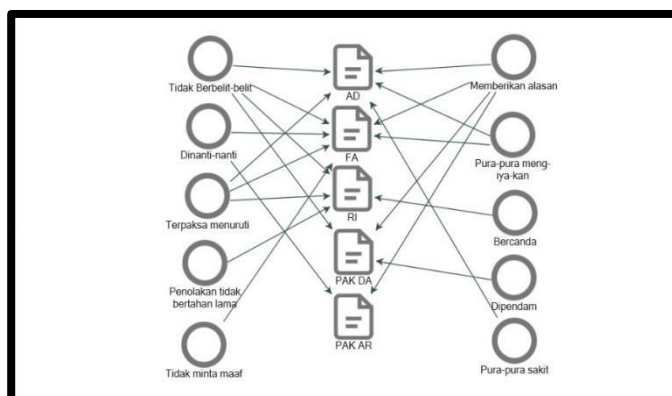 Tidak Berbelit-belit
AD
Memberikan alasan
Dinanti-nanti
FA
Pura-pura meng-
iya-kan
Terpaksa menuruti
RI
Bercanda
Penolakan tidak
bertahan lama
PAK DA
Dipendam
Tidak minta maaf
PAK AR
Pura-pura sakit